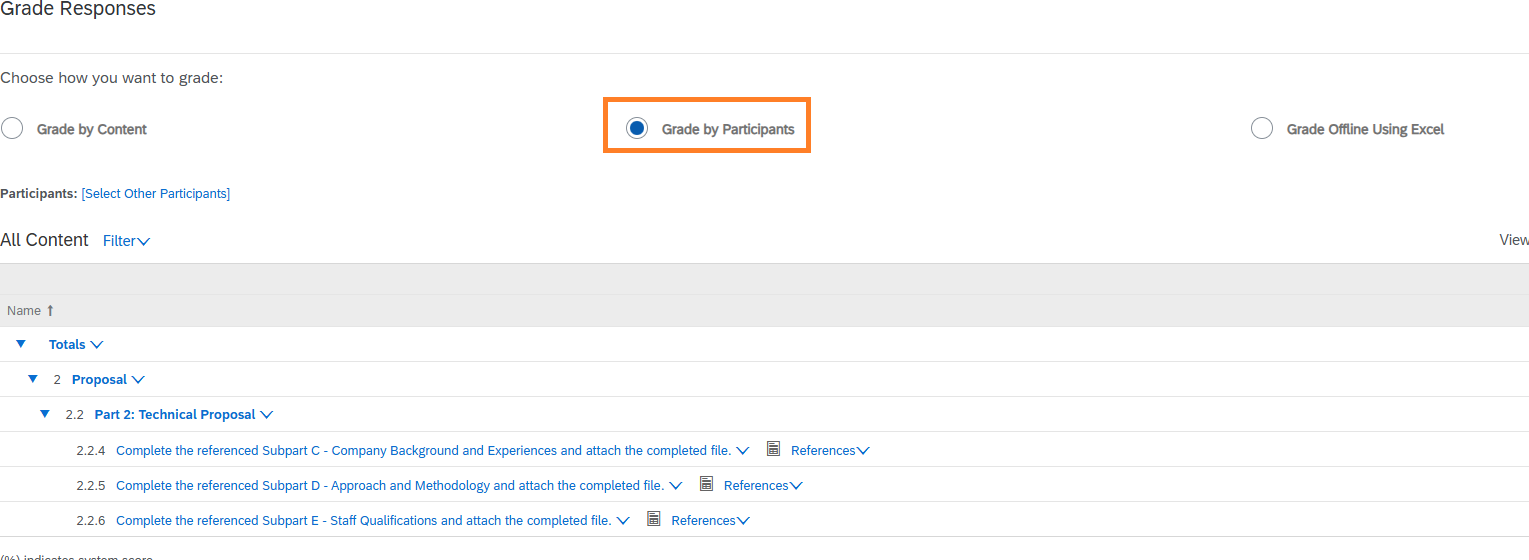 Grade Responses
Choose how you want to grade:
Grade by Content Grade by Participants Grade Offline Using Excel
Participants: [Select Other Participants]
All Content Filter View
Name ↑
Totals
2 Proposal
2.2 Part 2: Technical Proposal
2.2.4 Complete the referenced Subpart C - Company Background and Experiences and attach the completed file. References
2.2.5 Complete the referenced Subpart D - Approach and Methodology and attach the completed file. References
2.2.6 Complete the referenced Subpart E - Staff Qualifications and attach the completed file. References
(%) indicates system score